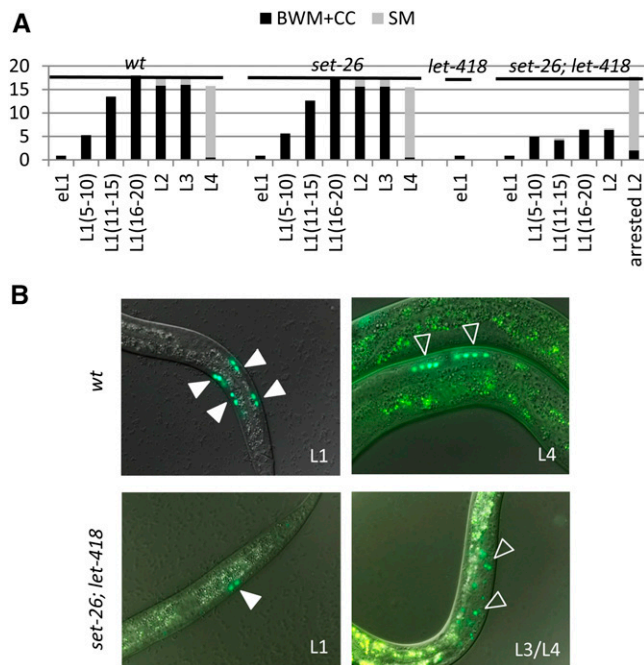 A
BWM+CC SM
wt set-26 let-418 set-26; let-418
20
15
10
5
0
eL1 L1(5-10) L1(11-15) L1(16-20) L2 L3 L4 eL1 L1(5-10) L1(11-15) L1(16-20) L2 L3 L4 eL1 eL1 L1(5-10) L1(11-15) L1(16-20) L2 arrested L2
B
wt
L1 L4
set-26; let-418
L1 L3/L4